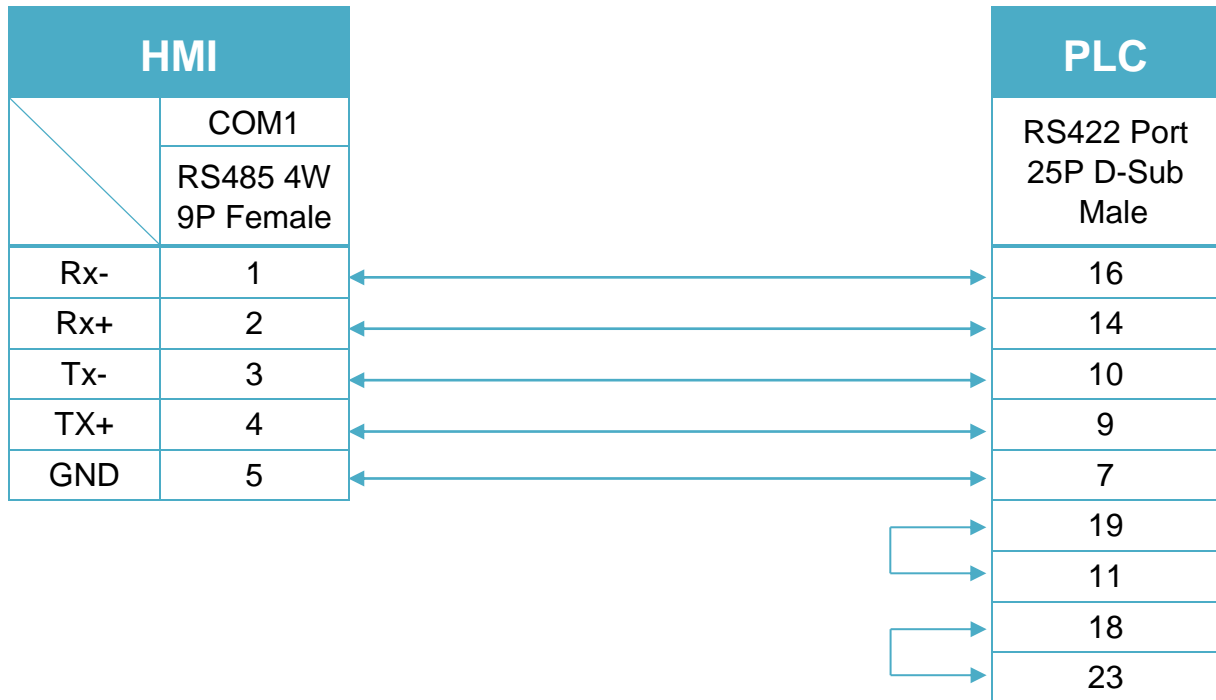 HMI
COM1
RS485 4W
9P Female
Rx- 1
Rx+ 2
Tx- 3
TX+ 4
GND 5
PLC
RS422 Port
25P D-Sub
Male
16
14
10
9
7
19
11
18
23